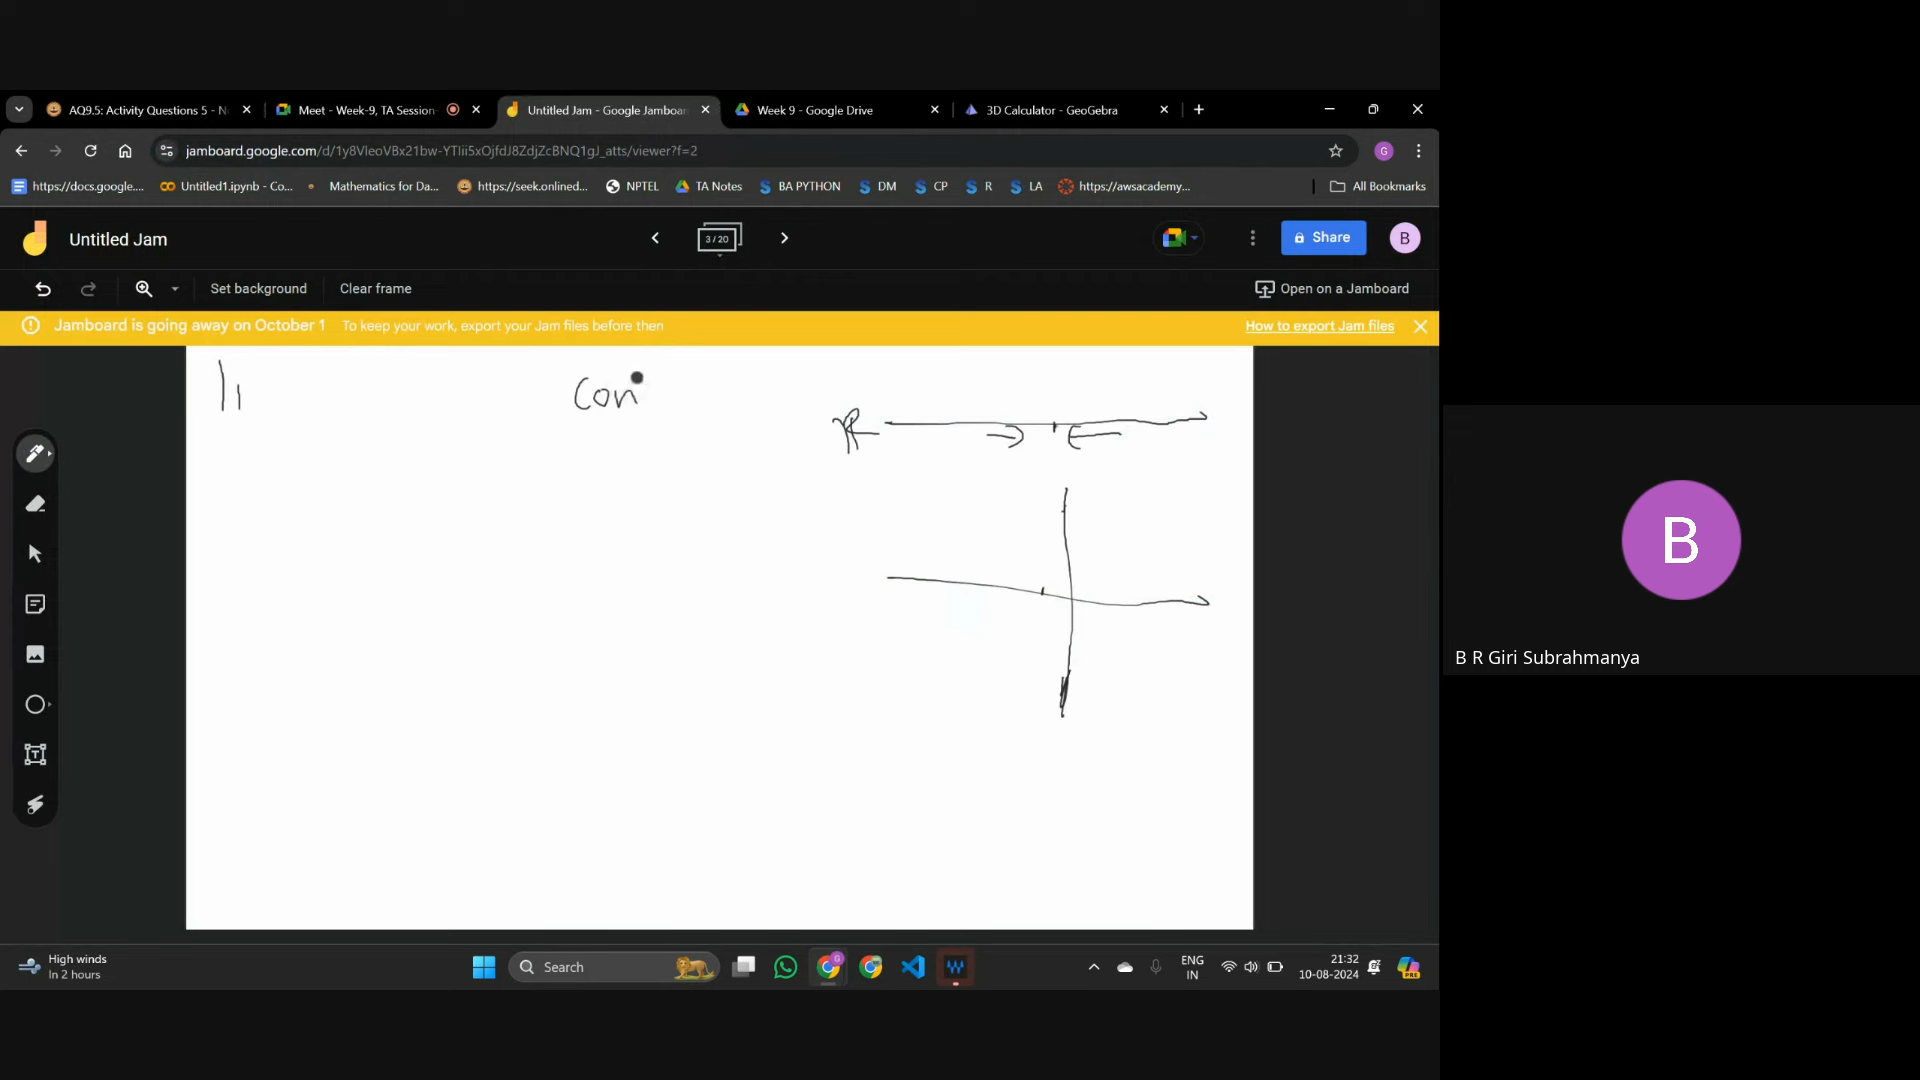 AQ9.5: Activity Questions 5 - N
Meet - Week-9, TA Session
Untitled Jam - Google Jamboar
Week 9 - Google Drive
3D Calculator - GeoGebra
jamboard.google.com/d/1y8VleoVBx21bw-YTIii5xOjfdJ8ZdjZcBNQ1gJ_atts/viewer?f=2
G
https://docs.google....
Untitled1.ipynb - Co...
Mathematics for Da...
https://seek.onlined...
NPTEL
TA Notes
BA PYTHON
DM
CP
R
LA
https://awsacademy...
All Bookmarks
Untitled Jam
3 / 20
Share
B
Set background
Clear frame
Open on a Jamboard
Jamboard is going away on October 1 To keep your work, export your Jam files before then
How to export Jam files
li
Con
R
B
B R Giri Subrahmanya
High winds
In 2 hours
Search
ENG
IN
21:32
10-08-2024
PRE